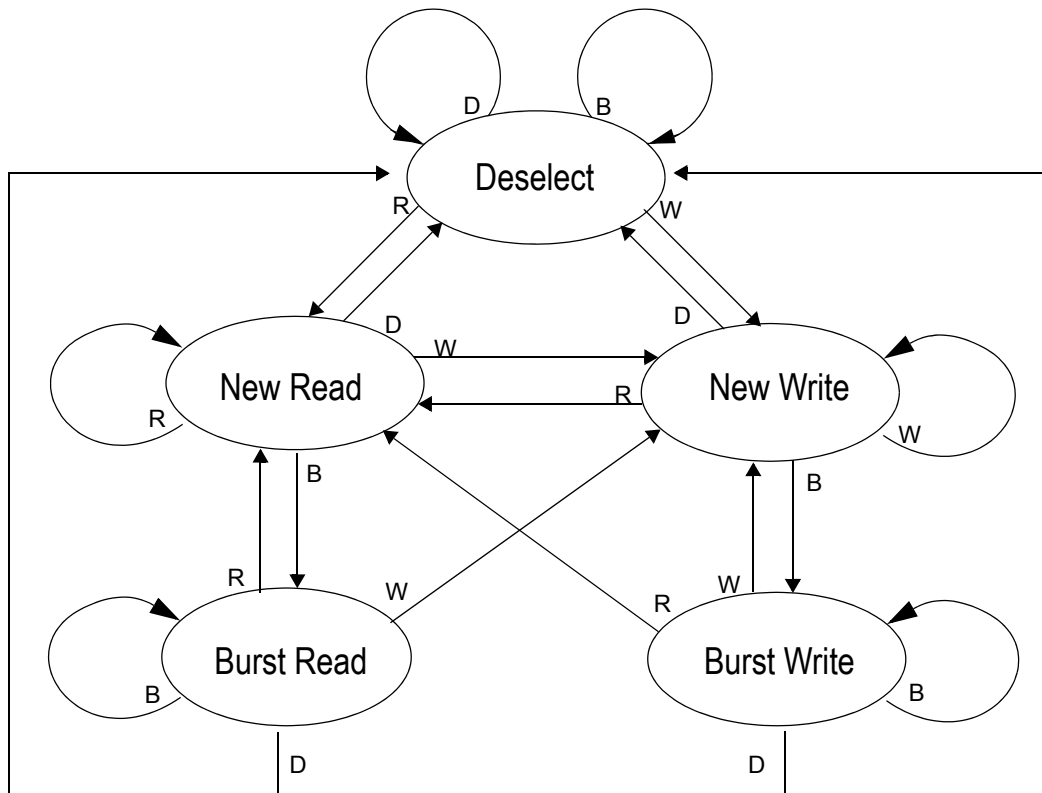 D B
Deselect
R W
D D
W
New Read New Write
R
R W
B B
R W R W
Burst Read Burst Write
B B
D D